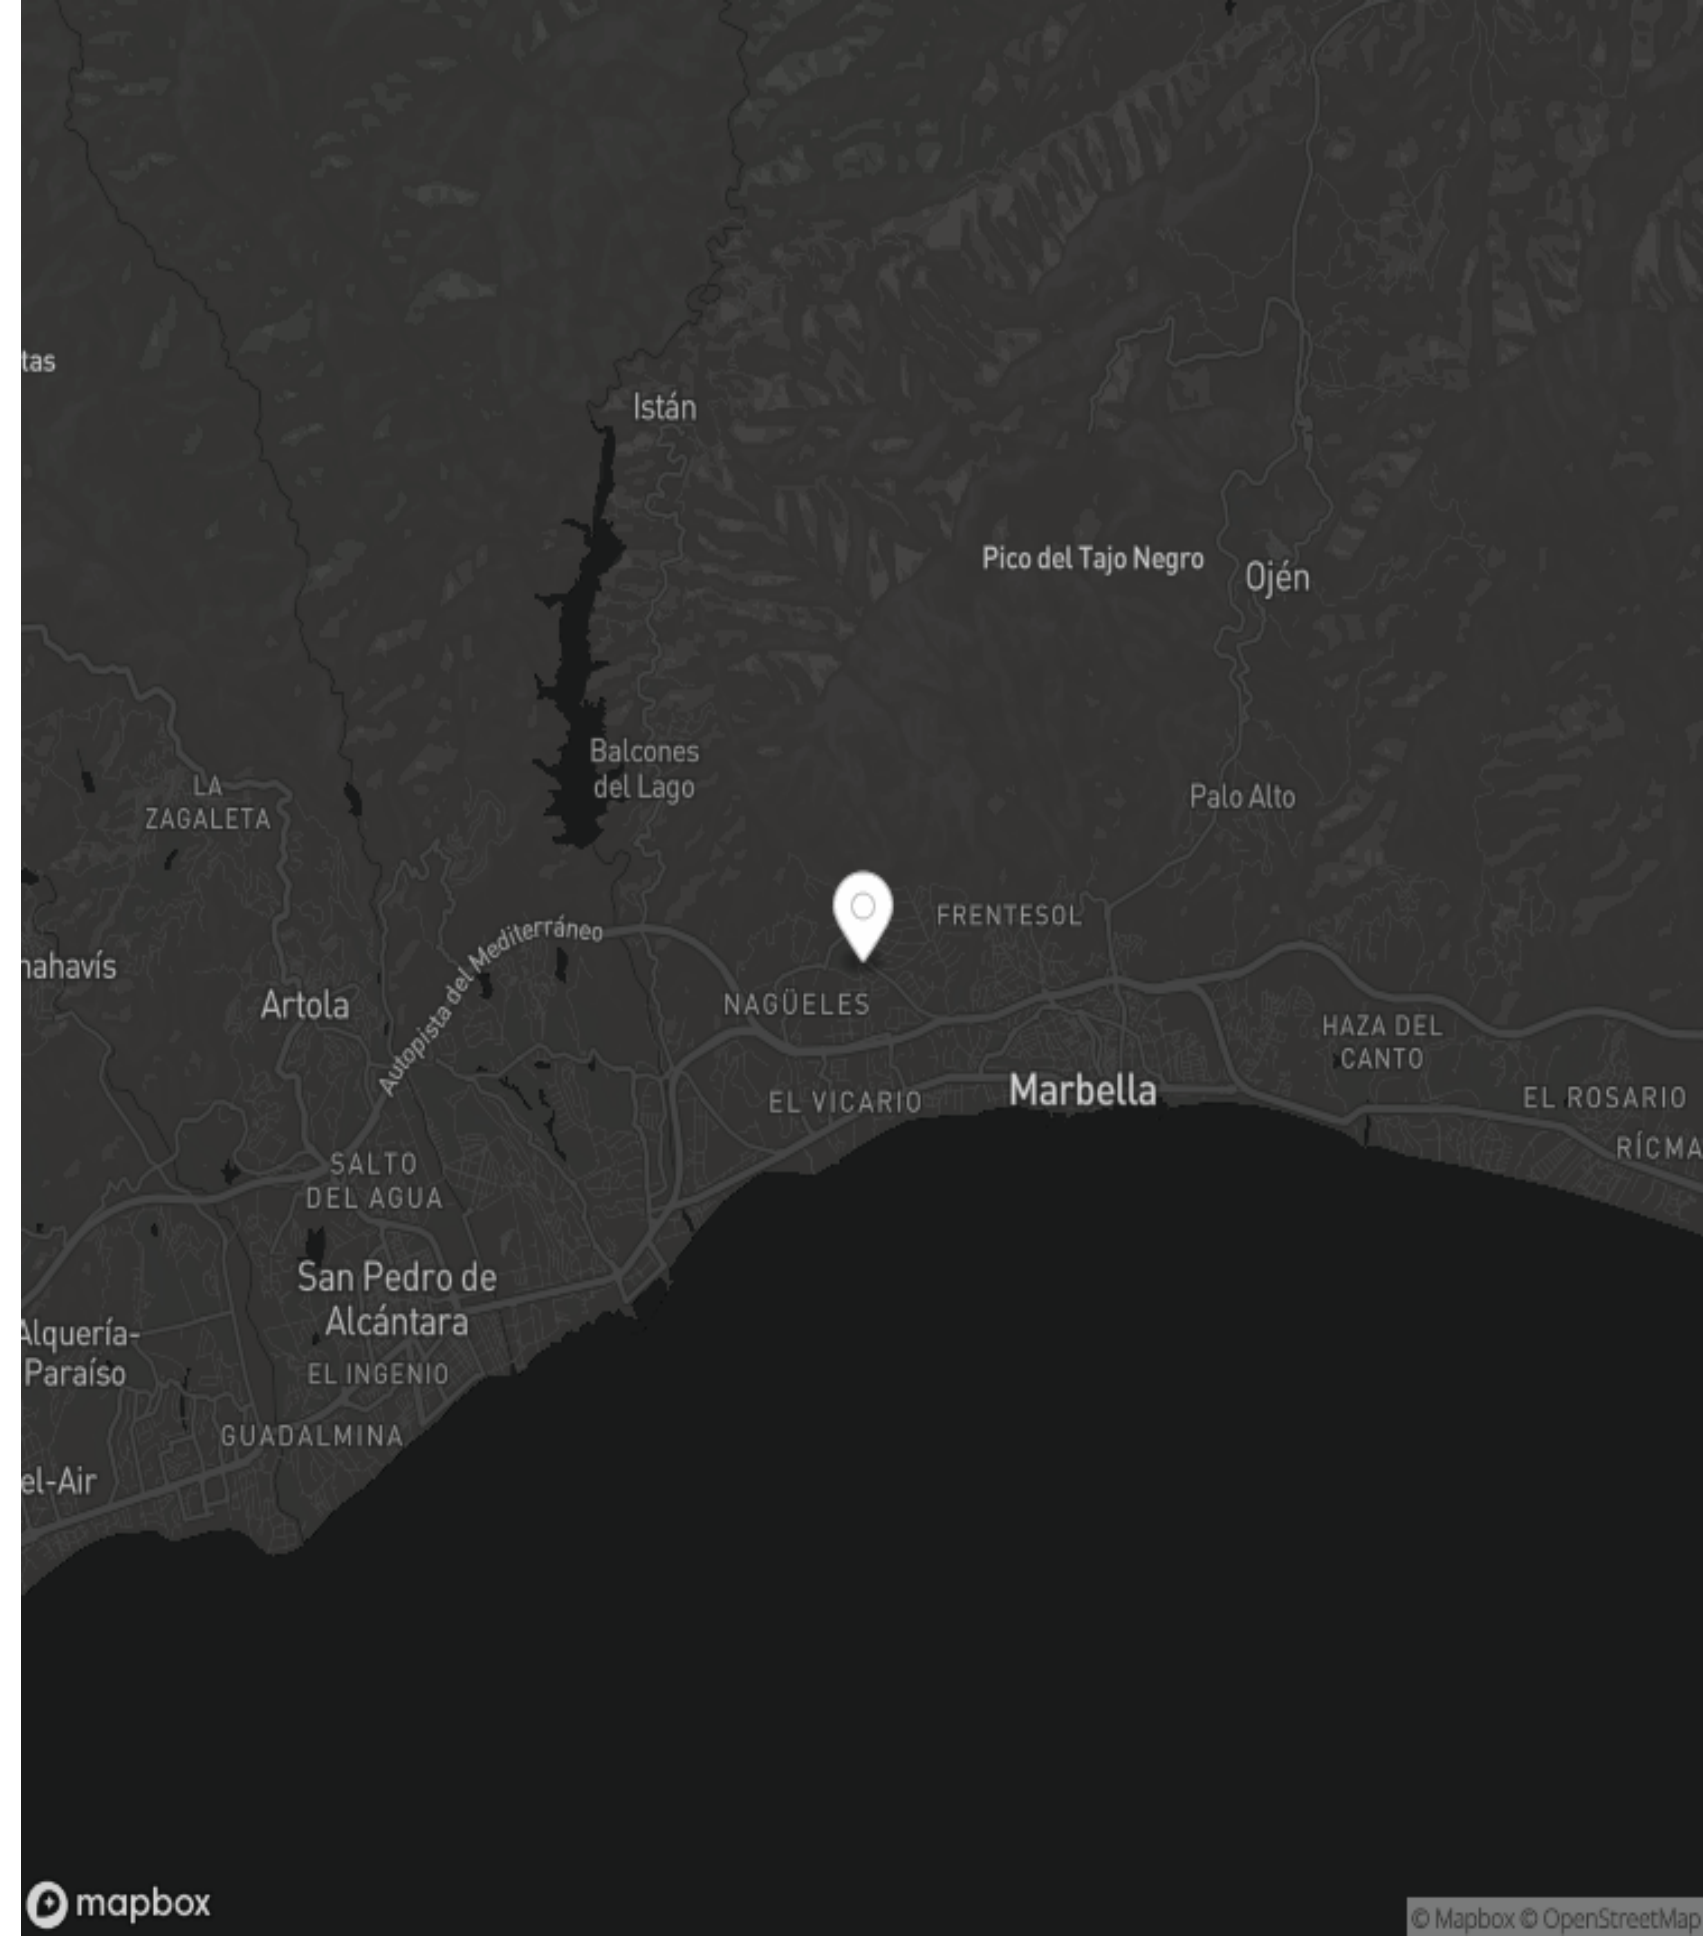 tas
Istán
Pico del Tajo Negro
Ojén
Balcones
del Lago
LA
ZAGALETA
Palo Alto
FRENTESOL
Autopista del Mediterráneo
nahavís
Artola
NAGÜELES
HAZA DEL
CANTO
Marbella
EL VICARIO
EL ROSARIO
RÍCMA
SALTO
DEL AGUA
San Pedro de
Alcántara
Alquería-
Paraíso
EL INGENIO
GUADALMINA
el-Air
mapbox
© Mapbox © OpenStreetMap